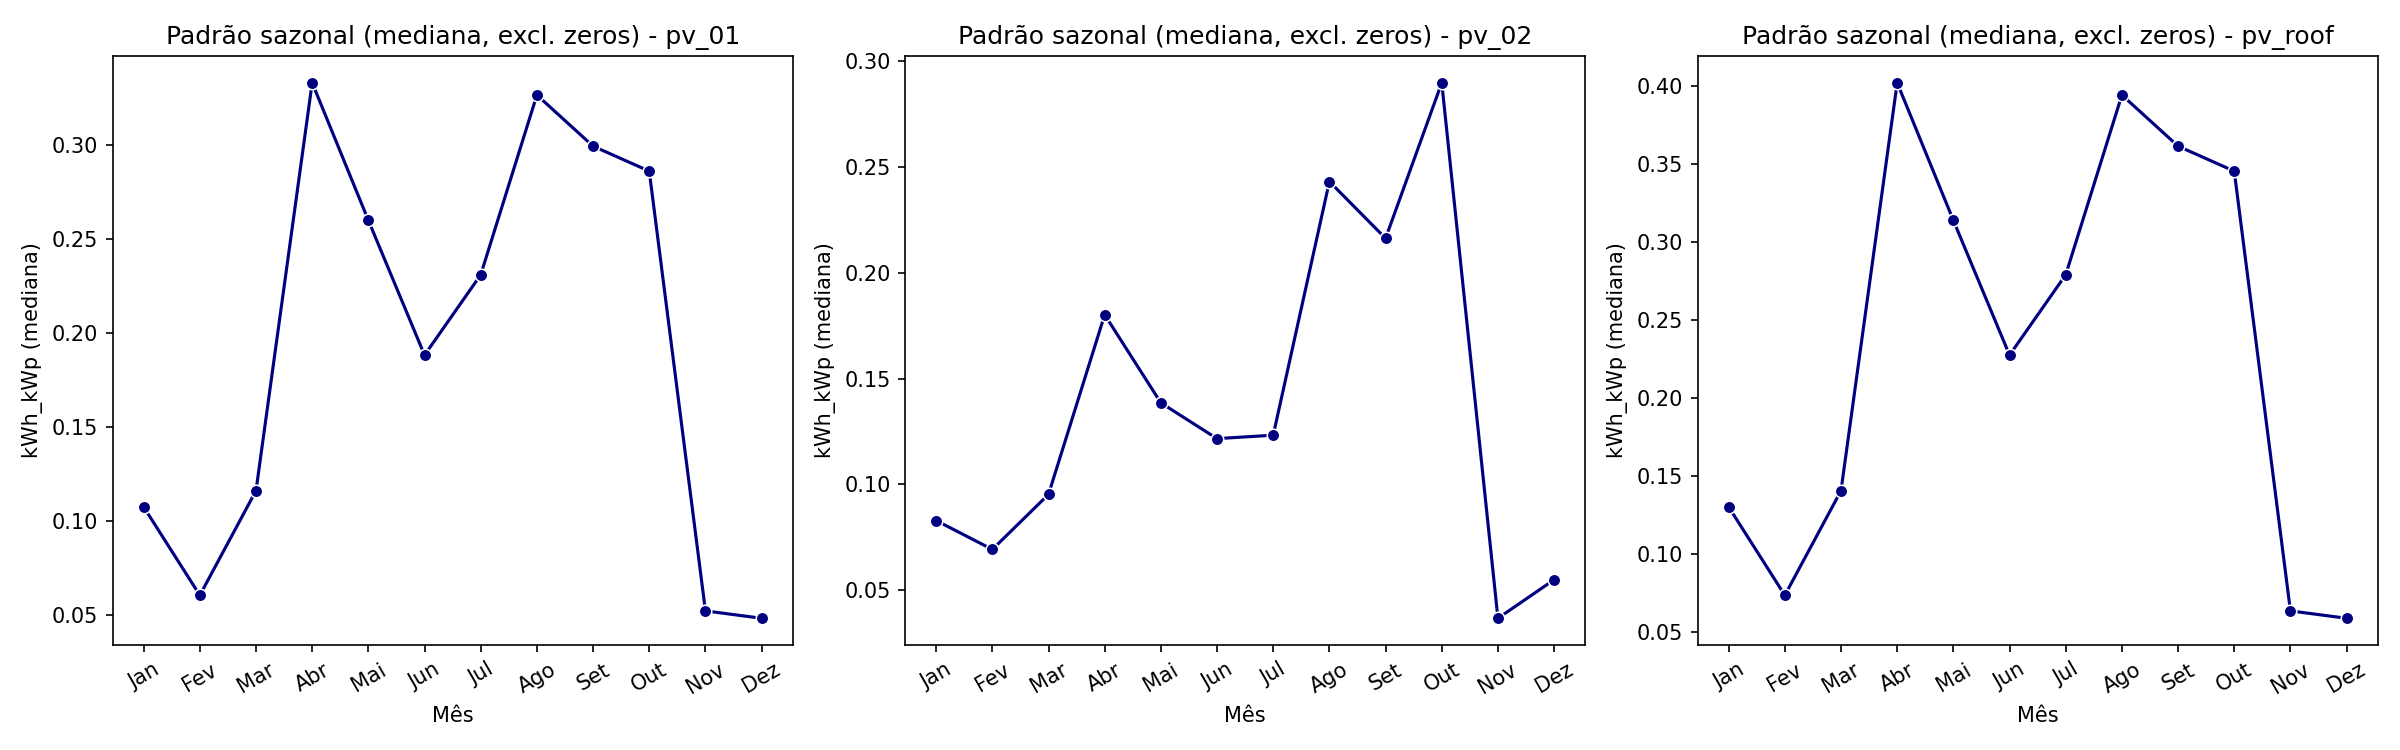 Padrão sazonal (mediana, excl. zeros) - pv_01
kWh_kWp (mediana)
0.30
0.25
0.20
0.15
0.10
0.05
Jan Fev Mar Abr Mai Jun Jul Ago Set Out Nov Dez
Mês
Padrão sazonal (mediana, excl. zeros) - pv_02
kWh_kWp (mediana)
0.30
0.25
0.20
0.15
0.10
0.05
Jan Fev Mar Abr Mai Jun Jul Ago Set Out Nov Dez
Mês
Padrão sazonal (mediana, excl. zeros) - pv_roof
kWh_kWp (mediana)
0.40
0.35
0.30
0.25
0.20
0.15
0.10
0.05
Jan Fev Mar Abr Mai Jun Jul Ago Set Out Nov Dez
Mês